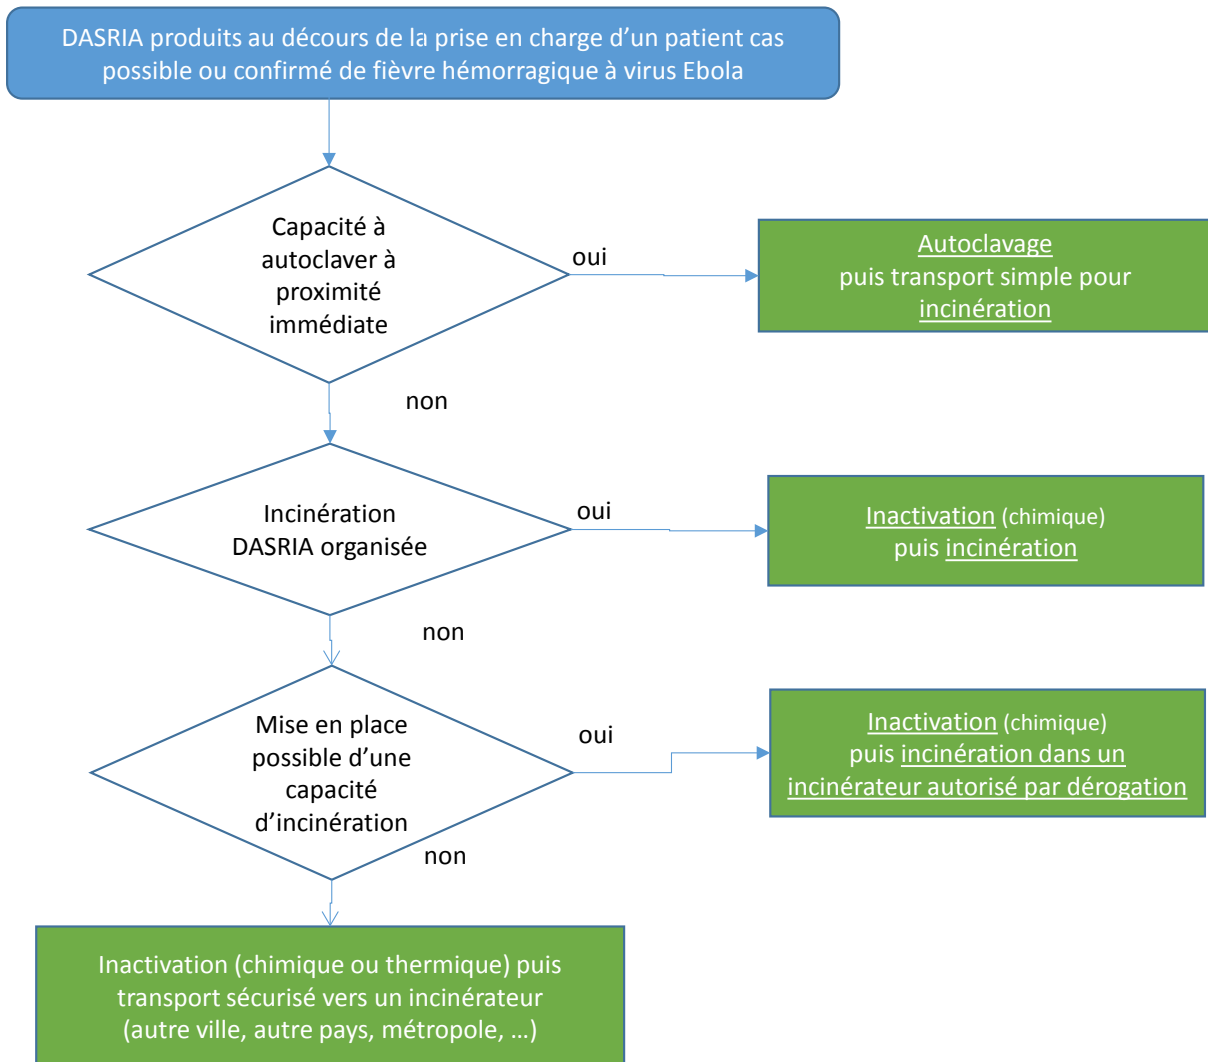 DASRIA produits au décours de la prise en charge d’un patient cas
possible ou confirmé de fièvre hémorragique à virus Ebola
Capacité à
autoclaver à
proximité
immédiate
oui
Autoclavage
puis transport simple pour
incinération
non
Incinération
DASRIA organisée
oui
Inactivation (chimique)
puis incinération
non
Mise en place
possible d’une
capacité
d’incinération
oui
Inactivation (chimique)
puis incinération dans un
incinérateur autorisé par dérogation
non
Inactivation (chimique ou thermique) puis
transport sécurisé vers un incinérateur
(autre ville, autre pays, métropole, …)